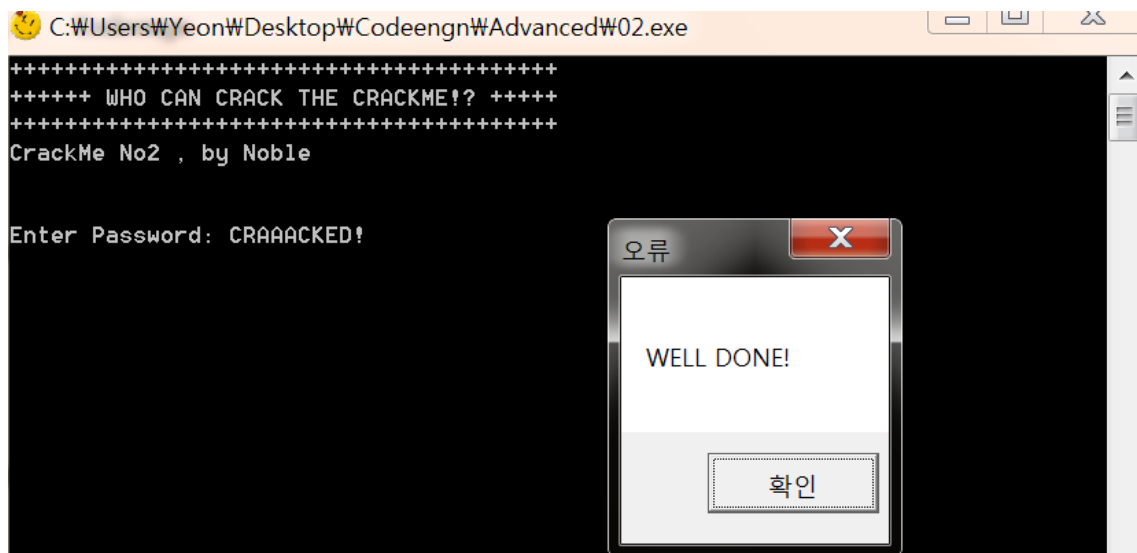 C:₩Users₩Yeon₩Desktop₩Codeengn₩Advanced₩02.exe
++++++++++++++++++++++++++++++++++++++++
++++++ WHO CAN CRACK THE CRACKME!? +++++
++++++++++++++++++++++++++++++++++++++++
CrackMe No2 , by Noble
Enter Password: CRAAACKED!
오류
WELL DONE!
확인